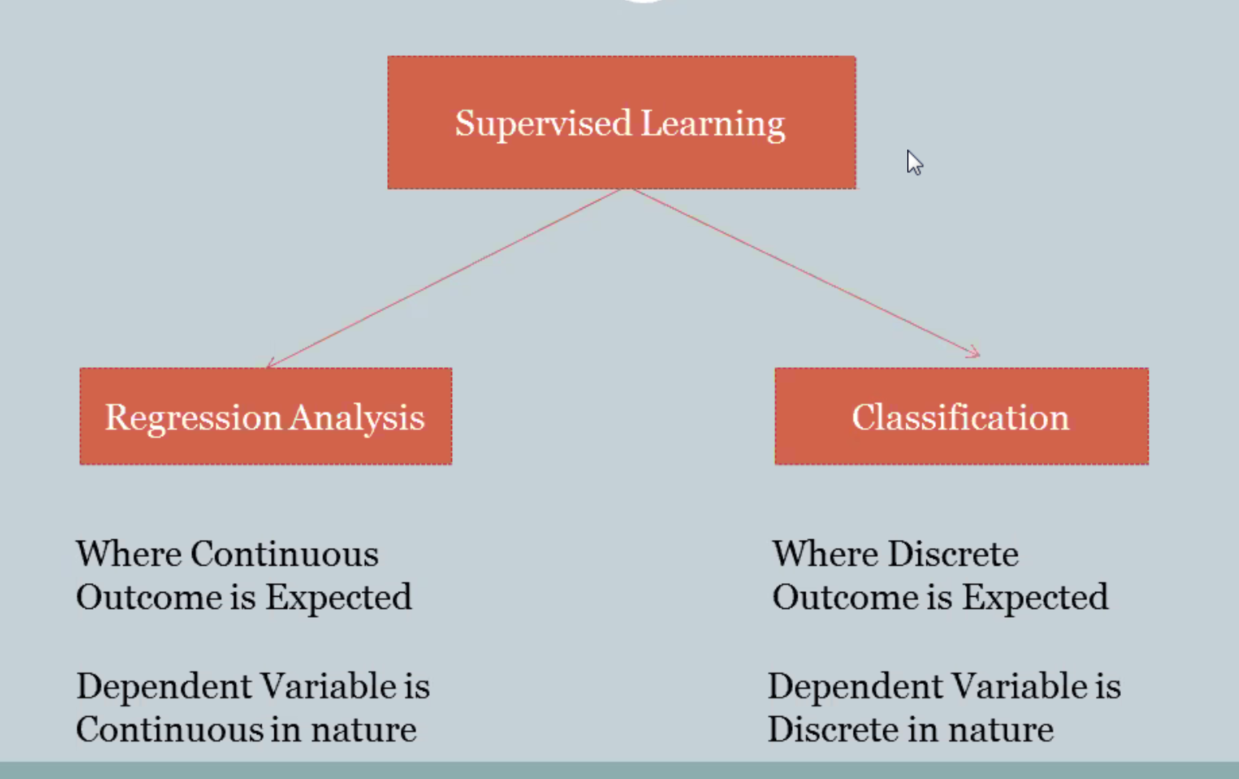 Supervised Learning
Regression Analysis
Classification
Where Continuous
Outcome is Expected
Dependent Variable is
Continuous in nature
Where Discrete
Outcome is Expected
Dependent Variable is
Discrete in nature